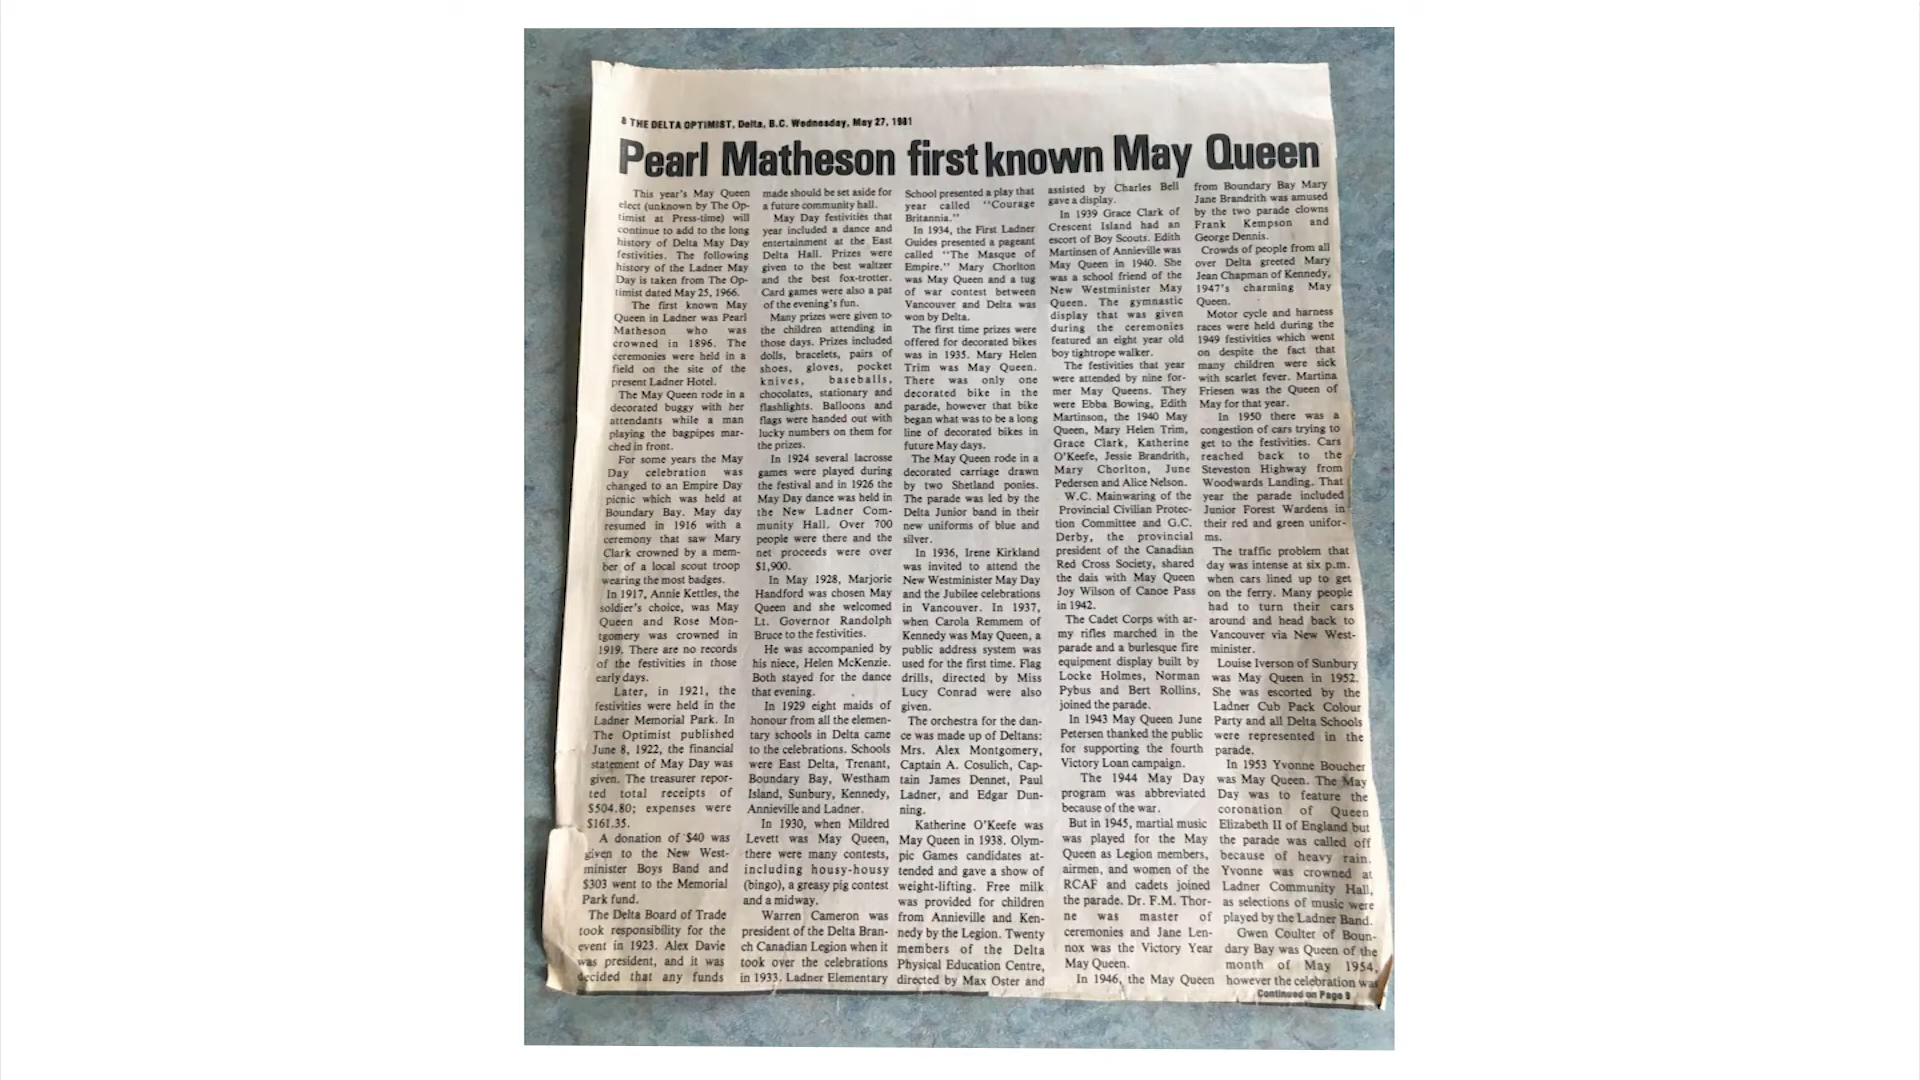 8 THE DELTA OPTIMIST, Delta, B.C. Wednesday, May 27, 1981
Pearl Matheson first known May Queen
This year's May Queen
elect (unknown by The Op-
timist at Press-time) will
continue to add to the long
history of Delta May Day
festivities. The following
history of the Ladner May
Day is taken from The Op-
timist dated May 25, 1966.
The first known May
Queen in Ladner was Pearl
Matheson who was
crowned in 1896. The
ceremonies were held in a
field on the site of the
present Ladner Hotel.
The May Queen rode in a
decorated buggy with her
attendants while a man
playing the bagpipes mar-
ched in front.
For some years the May
Day celebration was
changed to an Empire Day
picnic which was held at
Boundary Bay. May day
resumed in 1916 with a
ceremony that saw Mary
Clark crowned by a mem-
ber of a local scout troop
wearing the most badges.
In 1917, Annie Kettles, the
soldier's choice, was May
Queen and Rose Mon-
tgomery was crowned in
1919. There are no records
of the festivities in those
early days.
Later, in 1921, the
festivities were held in the
Ladner Memorial Park. In
The Optimist published
June 8, 1922, the financial
statement of May Day was
given. The treasurer repor-
ted total receipts of
$504.80; expenses were
$161.35.
A donation of $40 was
given to the New West-
minister Boys Band and
$303 went to the Memorial
Park fund.
The Delta Board of Trade
took responsibility for the
event in 1923. Alex Davie
was president, and it was
decided that any funds
made should be set aside for
a future community hall.
May Day festivities that
year included a dance and
entertainment at the East
Delta Hall. Prizes were
given to the best waltzer
and the best fox-trotter.
Card games were also a pat
of the evening's fun.
Many prizes were given to
the children attending in
those days. Prizes included
dolls, bracelets, pairs of
shoes, gloves, pocket
knives, baseballs,
chocolates, stationary and
flashlights. Balloons and
flags were handed out with
lucky numbers on them for
the prizes.
In 1924 several lacrosse
games were played during
the festival and in 1926 the
May Day dance was held in
the New Ladner Com-
munity Hall. Over 700
people were there and the
net proceeds were over
$1,900.
In May 1928, Marjorie
Handford was chosen May
Queen and she welcomed
Lt. Governor Randolph
Bruce to the festivities.
He was accompanied by
his niece, Helen McKenzie.
Both stayed for the dance
that evening.
In 1929 eight maids of
honour from all the elemen-
tary schools in Delta came
to the celebrations. Schools
were East Delta, Trenant,
Boundary Bay, Westham
Island, Sunbury, Kennedy,
Annieville and Ladner.
In 1930, when Mildred
Levett was May Queen,
there were many contests,
including housy-housy
(bingo), a greasy pig contest
and a midway.
Warren Cameron was
president of the Delta Bran-
ch Canadian Legion when it
took over the celebrations
in 1933. Ladner Elementary
School presented a play that
year called "Courage
Britannia."
In 1934, the First Ladner
Guides presented a pageant
called "The Masque of
Empire." Mary Chorlton
was May Queen and a tug
of war contest between
Vancouver and Delta was
won by Delta.
The first time prizes were
offered for decorated bikes
was in 1935. Mary Helen
Trim was May Queen.
There was only one
decorated bike in the
parade, however that bike
began what was to be a long
line of decorated bikes in
future May days.
The May Queen rode in a
decorated carriage drawn
by two Shetland ponies.
The parade was led by the
Delta Junior band in their
new uniforms of blue and
silver.
In 1936, Irene Kirkland
was invited to attend the
New Westminister May Day
and the Jubilee celebrations
in Vancouver. In 1937,
when Carola Remmem of
Kennedy was May Queen, a
public address system was
used for the first time. Flag
drills, directed by Miss
Lucy Conrad were also
given.
The orchestra for the dan-
ce was made up of Deltans:
Mrs. Alex Montgomery,
Captain A. Cosulich, Cap-
tain James Dennet, Paul
Ladner, and Edgar Dun-
ning.
Katherine O'Keefe was
May Queen in 1938. Olym-
pic Games candidates at-
tended and gave a show of
weight-lifting. Free milk
was provided for children
from Annieville and Ken-
nedy by the Legion. Twenty
members of the Delta
Physical Education Centre,
directed by Max Oster and
assisted by Charles Bell
gave a display.
In 1939 Grace Clark of
Crescent Island had an
escort of Boy Scouts. Edith
Martinsen of Annieville was
May Queen in 1940. She
was a school friend of the
New Westminister May
Queen. The gymnastic
display that was given
during the ceremonies
featured an eight year old
boy tightrope walker.
The festivities that year
were attended by nine for-
mer May Queens. They
were Ebba Bowing, Edith
Martinson, the 1940 May
Queen, Mary Helen Trim,
Grace Clark, Katherine
O'Keefe, Jessie Brandrith,
Mary Chorlton, June
Pedersen and Alice Nelson.
W.C. Mainwaring of the
Provincial Civilian Protec-
tion Committee and G.C.
Derby, the provincial
president of the Canadian
Red Cross Society, shared
the dais with May Queen
Joy Wilson of Canoe Pass
in 1942.
The Cadet Corps with ar-
my rifles marched in the
parade and a burlesque fire
equipment display built by
Locke Holmes, Norman
Pybus and Bert Rollins,
joined the parade.
In 1943 May Queen June
Petersen thanked the public
for supporting the fourth
Victory Loan campaign.
The 1944 May Day
program was abbreviated
because of the war.
But in 1945, martial music
was played for the May
Queen as Legion members,
airmen, and women of the
RCAF and cadets joined
the parade. Dr. F.M. Thor-
ne was master of
ceremonies and Jane Len-
nox was the Victory Year
May Queen.
In 1946, the May Queen
from Boundary Bay Mary
Jane Brandrith was amused
by the two parade clowns
Frank Kempson and
George Dennis.
Crowds of people from all
over Delta greeted Mary
Jean Chapman of Kennedy,
1947's charming May
Queen.
Motor cycle and harness
races were held during the
1949 festivities which went
on despite the fact that
many children were sick
with scarlet fever. Martina
Friesen was the Queen of
May for that year.
In 1950 there was a
congestion of cars trying to
get to the festivities. Cars
reached back to the
Steveston Highway from
Woodwards Landing. That
year the parade included
Junior Forest Wardens in
their red and green unifor-
ms.
The traffic problem that
day was intense at six p.m.
when cars lined up to get
on the ferry. Many people
had to turn their cars
around and head back to
Vancouver via New West-
minister.
Louise Iverson of Sunbury
was May Queen in 1952.
She was escorted by the
Ladner Cub Pack Colour
Party and all Delta Schools
were represented in the
parade.
In 1953 Yvonne Boucher
was May Queen. The May
Day was to feature the
coronation of Queen
Elizabeth II of England but
the parade was called off
because of heavy rain.
Yvonne was crowned at
Ladner Community Hall,
as selections of music were
played by the Ladner Band.
Gwen Coulter of Boun-
dary Bay was Queen of the
month of May 1954,
however the celebration was
Continued on Page 9